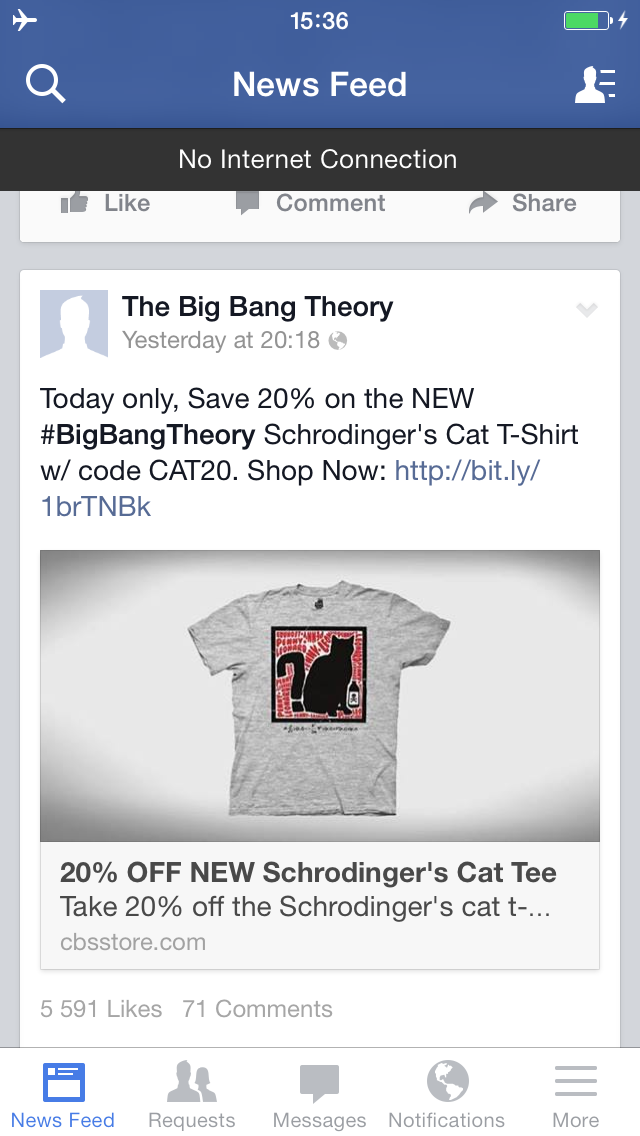 15:36
News Feed
No Internet Connection
Like Comment Share
The Big Bang Theory
Yesterday at 20:18
Today only, Save 20% on the NEW
#BigBangTheory Schrodinger's Cat T-Shirt
w/ code CAT20. Shop Now: http://bit.ly/
1brTNBk
PENNY
LEONARD
20% OFF NEW Schrodinger's Cat Tee
Take 20% off the Schrodinger's cat t-...
cbsstore.com
5 591 Likes 71 Comments
News Feed Requests Messages Notifications More